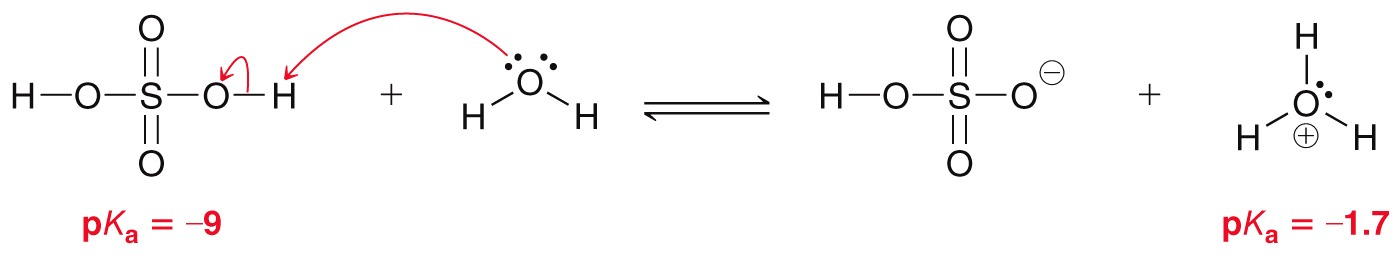 O
H–O–S–O–H
O
+
O
H H
⇌
O
H–O–S–O⊖
O
+
H
O
H ⊕ H
pKa = –9
pKa = –1.7